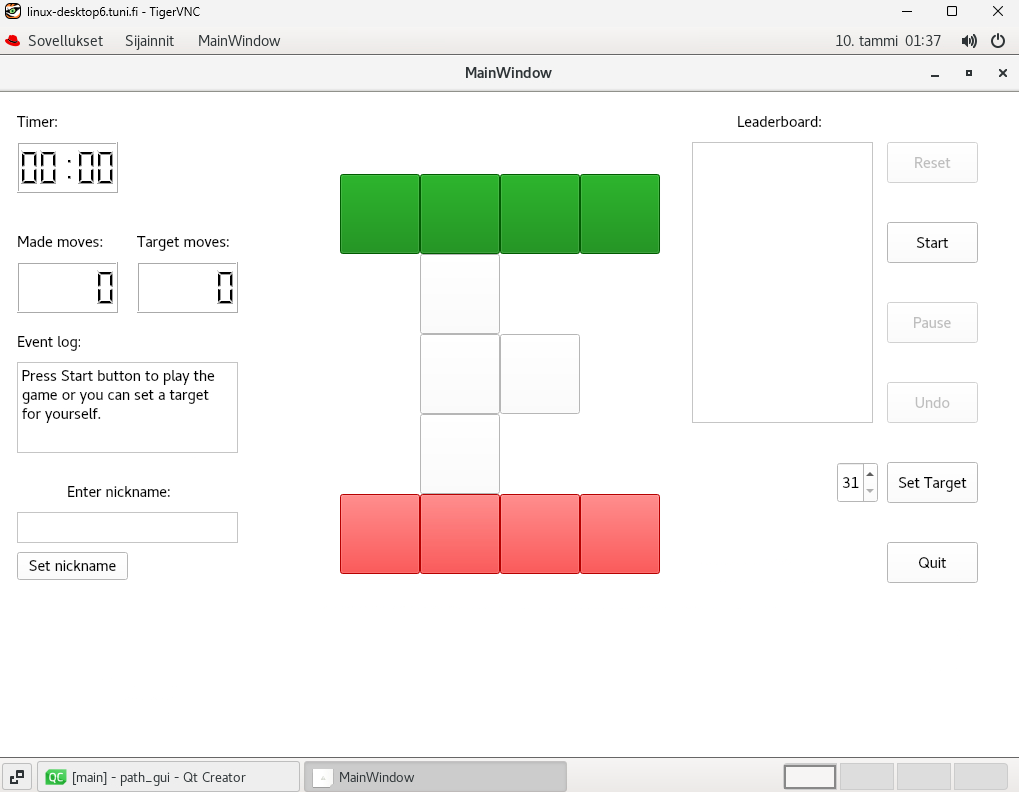 linux-desktop6.tuni.fi - TigerVNC
Sovellukset Sijainnit MainWindow 10. tammi 01:37
MainWindow
Timer:
00:00
Made moves: Target moves:
0 0
Event log:
Press Start button to play the
game or you can set a target
for yourself.
Enter nickname:
Set nickname
Leaderboard:
Reset
Start
Pause
Undo
31 Set Target
Quit
QC [main] - path_gui - Qt Creator MainWindow